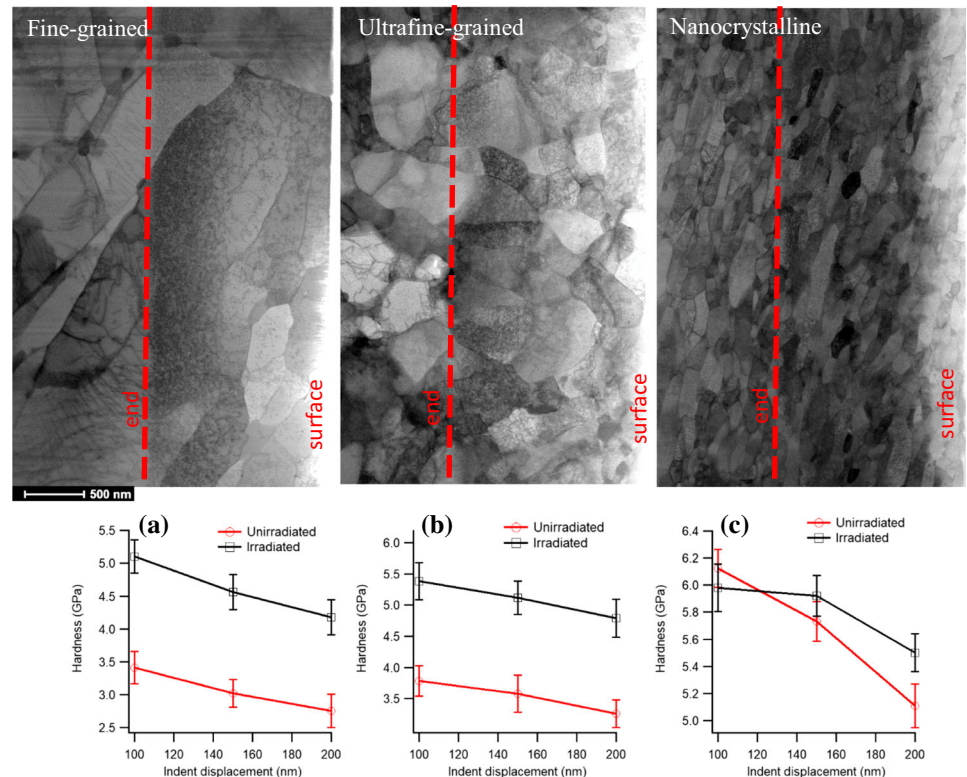 Fine-grained
Ultrafine-grained
Nanocrystalline
end
surface
end
surface
end
surface
500 nm
(a)
Unirradiated
Irradiated
5.5
5.0
4.5
4.0
3.5
3.0
2.5
Hardness (GPa)
100 120 140 160 180 200
Indent displacement (nm)
(b)
Unirradiated
Irradiated
6.0
5.5
5.0
4.5
4.0
3.5
Hardness (GPa)
100 120 140 160 180 200
Indent displacement (nm)
(c)
Unirradiated
Irradiated
6.4
6.2
6.0
5.8
5.6
5.4
5.2
5.0
Hardness (GPa)
100 120 140 160 180 200
Indent displacement (nm)